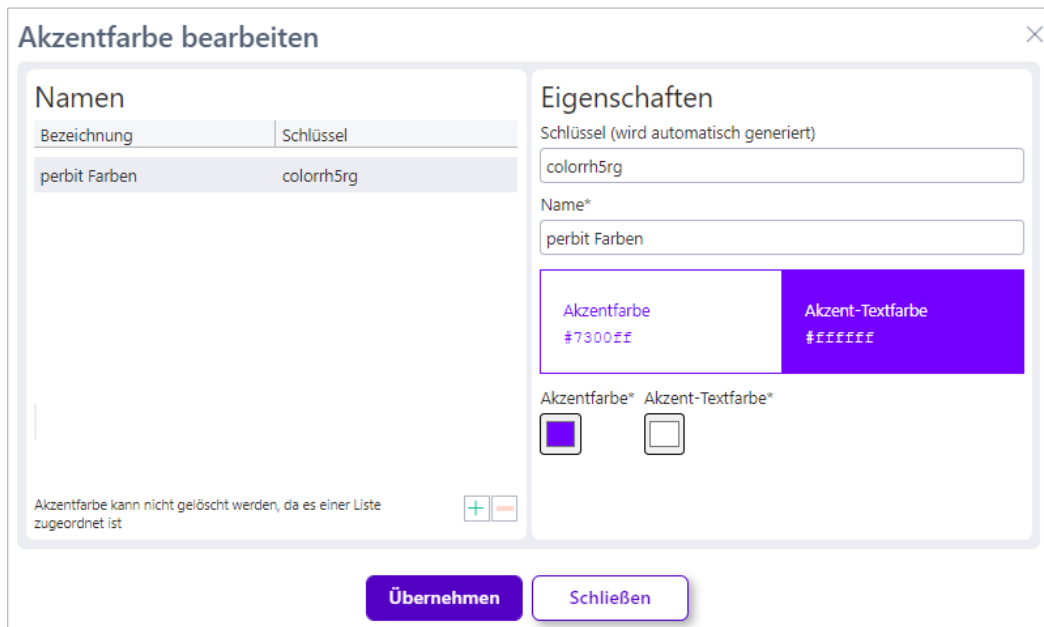 Akzentfarbe bearbeiten
Namen
Bezeichnung Schlüssel
perbit Farben colorrh5rg
Akzentfarbe kann nicht gelöscht werden, da es einer Liste
zugeordnet ist
Eigenschaften
Schlüssel (wird automatisch generiert)
colorrh5rg
Name*
perbit Farben
Akzentfarbe
#7300ff
Akzent-Textfarbe
#ffffff
Akzentfarbe* Akzent-Textfarbe*
Übernehmen Schließen